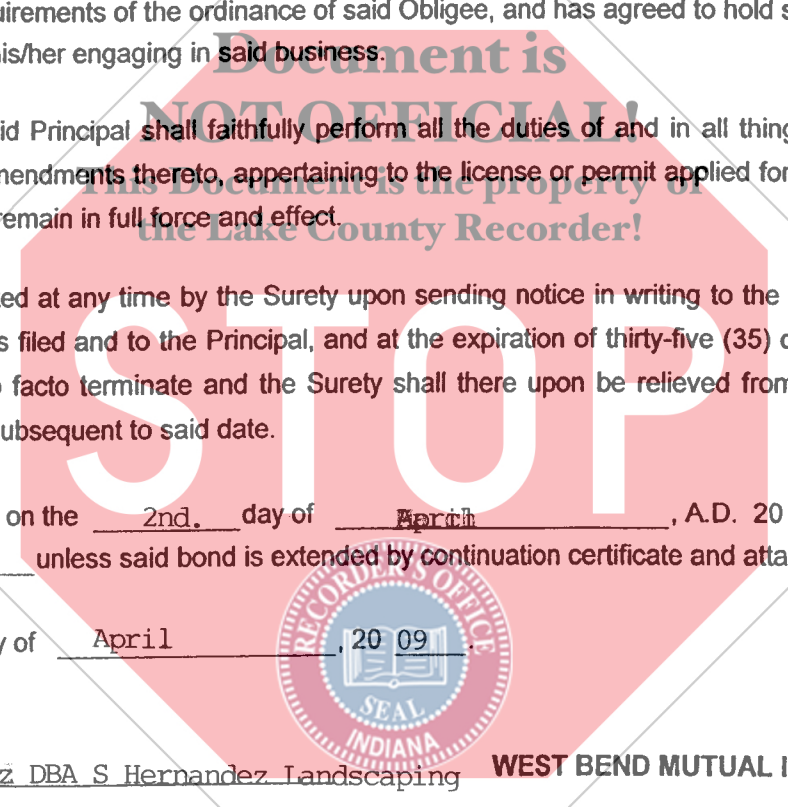 uirements of the ordinance of said Obligee, and has agreed to hold s
is/her engaging in said business.
Document is
NOT OFFICIAL!
id Principal shall faithfully perform all the duties of and in all thing
This Document is the property of
mendments thereto, appertaining to the license or permit applied for
the Lake County Recorder!
remain in full force and effect.
ed at any time by the Surety upon sending notice in writing to the
s filed and to the Principal, and at the expiration of thirty-five (35) d
o facto terminate and the Surety shall there upon be relieved from
ubsequent to said date.
STOP
on the 2nd. day of April, A.D. 20
unless said bond is extended by continuation certificate and atta
y of April, 20 09.
RECORDER'S OFFICE
SEAL
INDIANA
z DBA S Hernandez Landscaping WEST BEND MUTUAL I